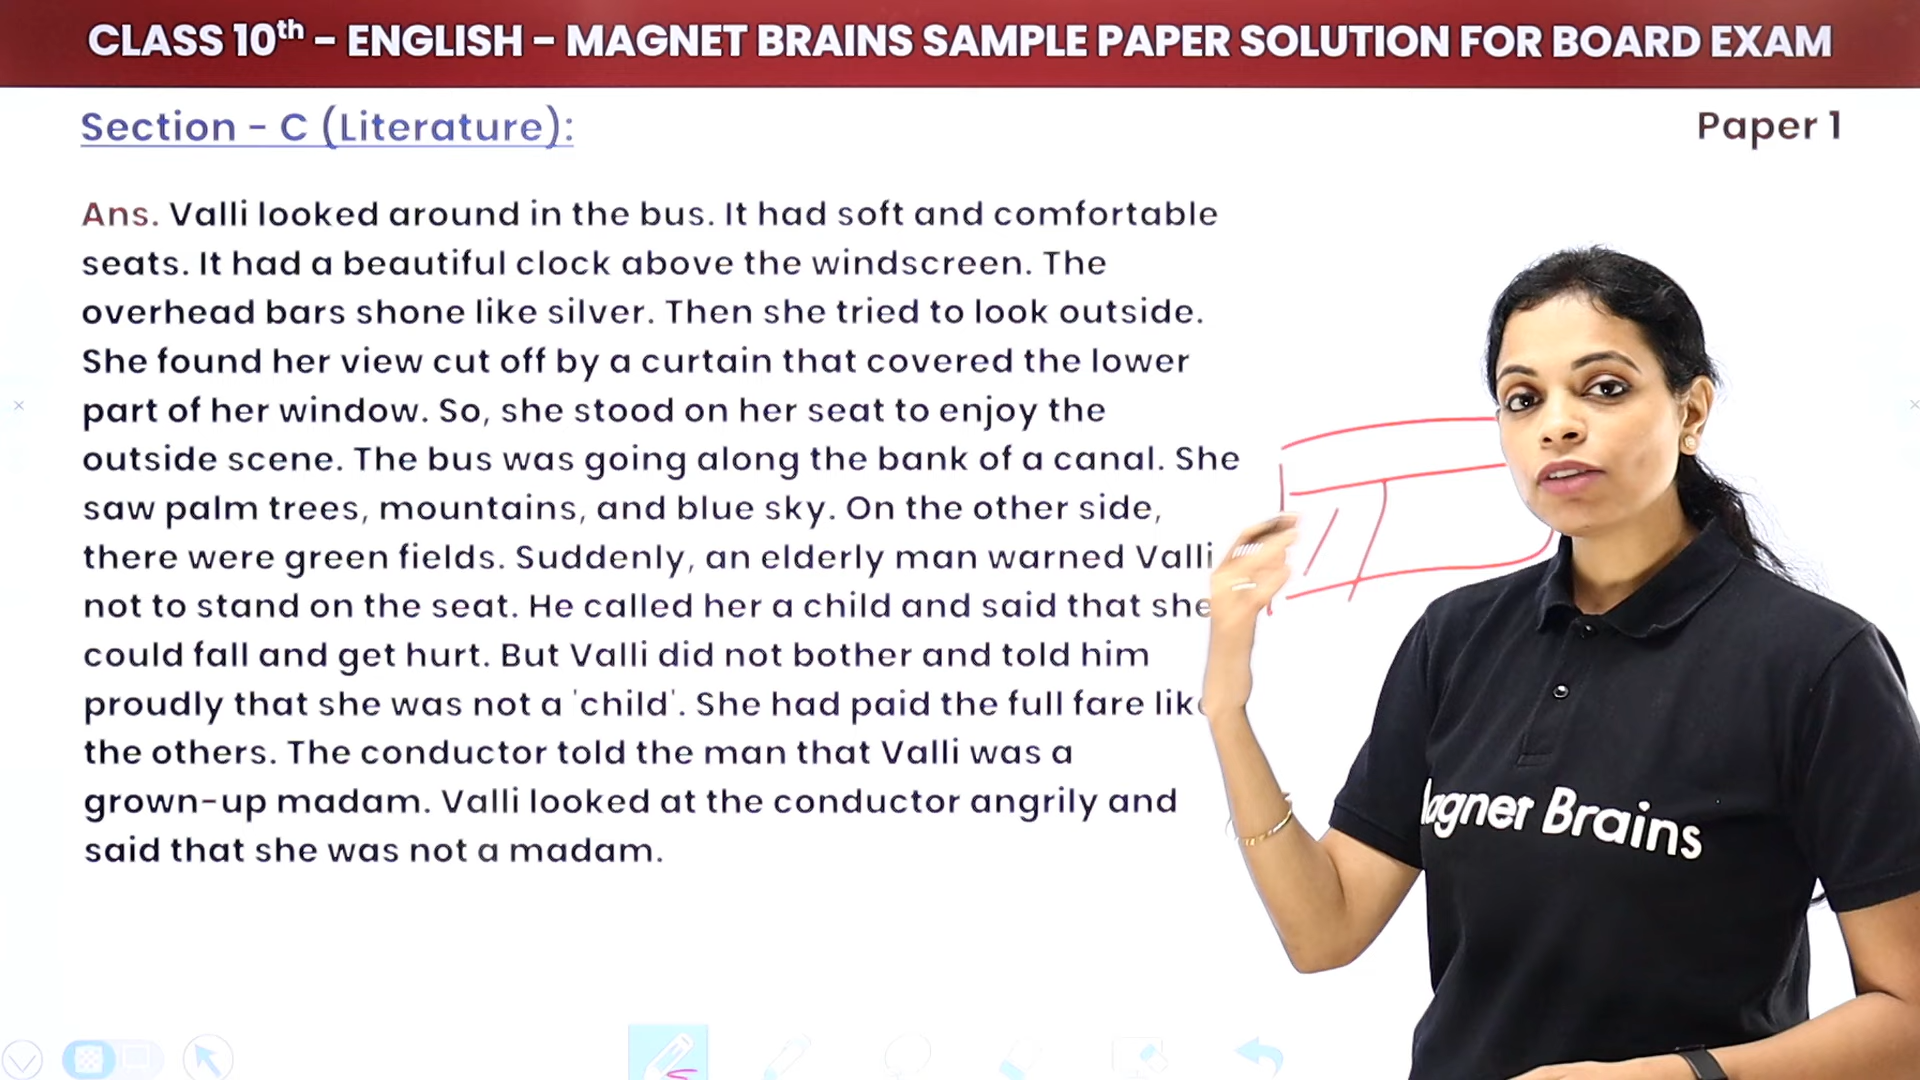 CLASS 10th - ENGLISH - MAGNET BRAINS SAMPLE PAPER SOLUTION FOR BOARD EXAM
Section - C (Literature):
Paper 1
Ans. Valli looked around in the bus. It had soft and comfortable
seats. It had a beautiful clock above the windscreen. The
overhead bars shone like silver. Then she tried to look outside.
She found her view cut off by a curtain that covered the lower
part of her window. So, she stood on her seat to enjoy the
outside scene. The bus was going along the bank of a canal. She
saw palm trees, mountains, and blue sky. On the other side,
there were green fields. Suddenly, an elderly man warned Valli
not to stand on the seat. He called her a child and said that she
could fall and get hurt. But Valli did not bother and told him
proudly that she was not a 'child'. She had paid the full fare like
the others. The conductor told the man that Valli was a
grown-up madam. Valli looked at the conductor angrily and
said that she was not a madam.
Magnet Brains